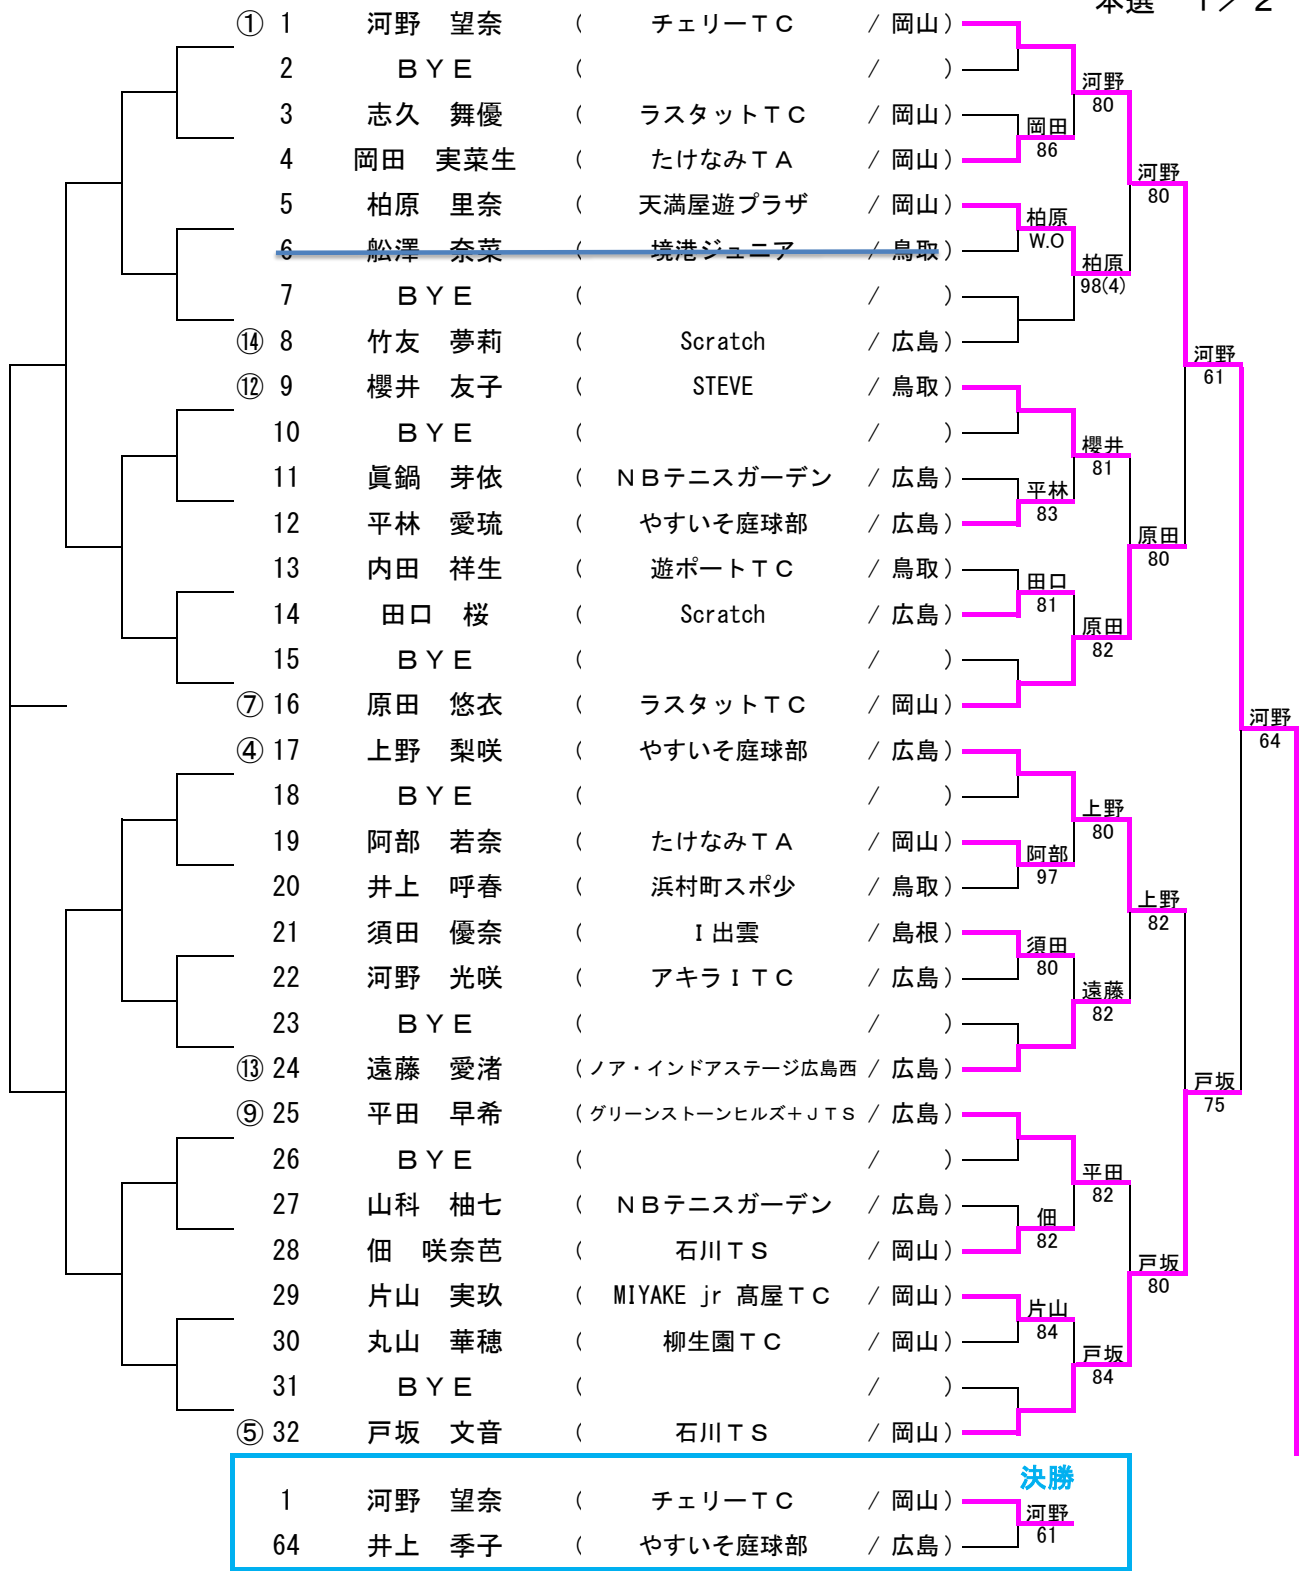 本選 1／2
① 1 河野 望奈 ( チェリーＴＣ / 岡山)
2 ＢＹＥ ( / )
河野
80
3 志久 舞優 ( ラスタットＴＣ / 岡山)
岡田
86
4 岡田 実菜生 ( たけなみＴＡ / 岡山)
河野
80
5 柏原 里奈 ( 天満屋遊プラザ / 岡山)
柏原
W.O
6 舩澤 奈菜 ( 境港ジュニア / 鳥取)
柏原
98(4)
7 ＢＹＥ ( / )
⑭ 8 竹友 夢莉 ( Scratch / 広島)
河野
61
⑫ 9 櫻井 友子 ( STEVE / 鳥取)
10 ＢＹＥ ( / )
櫻井
81
11 眞鍋 芽依 ( ＮＢテニスガーデン / 広島)
平林
83
12 平林 愛琉 ( やすいそ庭球部 / 広島)
原田
80
13 内田 祥生 ( 遊ポートＴＣ / 鳥取)
田口
81
14 田口 桜 ( Scratch / 広島)
原田
82
15 ＢＹＥ ( / )
⑦ 16 原田 悠衣 ( ラスタットＴＣ / 岡山)
河野
64
④ 17 上野 梨咲 ( やすいそ庭球部 / 広島)
18 ＢＹＥ ( / )
上野
80
19 阿部 若奈 ( たけなみＴＡ / 岡山)
阿部
97
20 井上 呼春 ( 浜村町スポ少 / 鳥取)
上野
82
21 須田 優奈 ( Ｉ出雲 / 島根)
須田
80
22 河野 光咲 ( アキラＩＴＣ / 広島)
遠藤
82
23 ＢＹＥ ( / )
⑬ 24 遠藤 愛渚 ( ノア・インドアステージ広島西 / 広島)
戸坂
75
⑨ 25 平田 早希 ( グリーンストーンヒルズ＋ＪＴＳ / 広島)
26 ＢＹＥ ( / )
平田
82
27 山科 柚七 ( ＮＢテニスガーデン / 広島)
佃
82
28 佃 咲奈芭 ( 石川ＴＳ / 岡山)
戸坂
80
29 片山 実玖 ( MIYAKE jr 髙屋ＴＣ / 岡山)
片山
84
30 丸山 華穂 ( 柳生園ＴＣ / 岡山)
戸坂
84
31 ＢＹＥ ( / )
⑤ 32 戸坂 文音 ( 石川ＴＳ / 岡山)
決勝
1 河野 望奈 ( チェリーＴＣ / 岡山)
河野
61
64 井上 季子 ( やすいそ庭球部 / 広島)